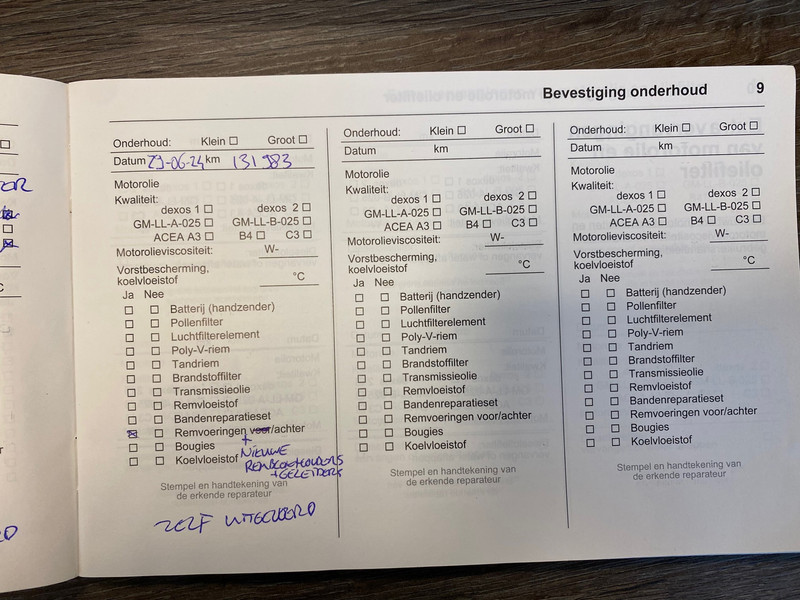 Bevestiging onderhoud 9
Onderhoud: Klein ☐ Groot ☐
Datum 29-06-24 km 131 983
Motorolie
Kwaliteit:
dexos 1 ☐ dexos 2 ☐
GM-LL-A-025 ☐ GM-LL-B-025 ☐
ACEA A3 ☐ B4 ☐ C3 ☐
Motorolieviscositeit: W-
Vorstbescherming,
koelvloeistof °C
Ja Nee
☐ ☐ Batterij (handzender)
☐ ☐ Pollenfilter
☐ ☐ Luchtfilterelement
☐ ☐ Poly-V-riem
☐ ☐ Tandriem
☐ ☐ Brandstoffilter
☐ ☐ Transmissieolie
☐ ☐ Remvloeistof
☐ ☐ Bandenreparatieset
☒ ☐ Remvoeringen voor/achter
☐ ☐ Bougies
☐ ☐ Koelvloeistof
+ NIEUWE
REMBLOKHOUDERS
+ GELEIDERS
Stempel en handtekening van
de erkende reparateur
ZELF UITGEVOERD
Onderhoud: Klein ☐ Groot ☐
Datum km
Motorolie
Kwaliteit:
dexos 1 ☐ dexos 2 ☐
GM-LL-A-025 ☐ GM-LL-B-025 ☐
ACEA A3 ☐ B4 ☐ C3 ☐
Motorolieviscositeit: W-
Vorstbescherming,
koelvloeistof °C
Ja Nee
☐ ☐ Batterij (handzender)
☐ ☐ Pollenfilter
☐ ☐ Luchtfilterelement
☐ ☐ Poly-V-riem
☐ ☐ Tandriem
☐ ☐ Brandstoffilter
☐ ☐ Transmissieolie
☐ ☐ Remvloeistof
☐ ☐ Bandenreparatieset
☐ ☐ Remvoeringen voor/achter
☐ ☐ Bougies
☐ ☐ Koelvloeistof
Stempel en handtekening van
de erkende reparateur
Onderhoud: Klein ☐ Groot ☐
Datum km
Motorolie
Kwaliteit:
dexos 1 ☐ dexos 2 ☐
GM-LL-A-025 ☐ GM-LL-B-025 ☐
ACEA A3 ☐ B4 ☐ C3 ☐
Motorolieviscositeit: W-
Vorstbescherming,
koelvloeistof °C
Ja Nee
☐ ☐ Batterij (handzender)
☐ ☐ Pollenfilter
☐ ☐ Luchtfilterelement
☐ ☐ Poly-V-riem
☐ ☐ Tandriem
☐ ☐ Brandstoffilter
☐ ☐ Transmissieolie
☐ ☐ Remvloeistof
☐ ☐ Bandenreparatieset
☐ ☐ Remvoeringen voor/achter
☐ ☐ Bougies
☐ ☐ Koelvloeistof
Stempel en handtekening van
de erkende reparateur